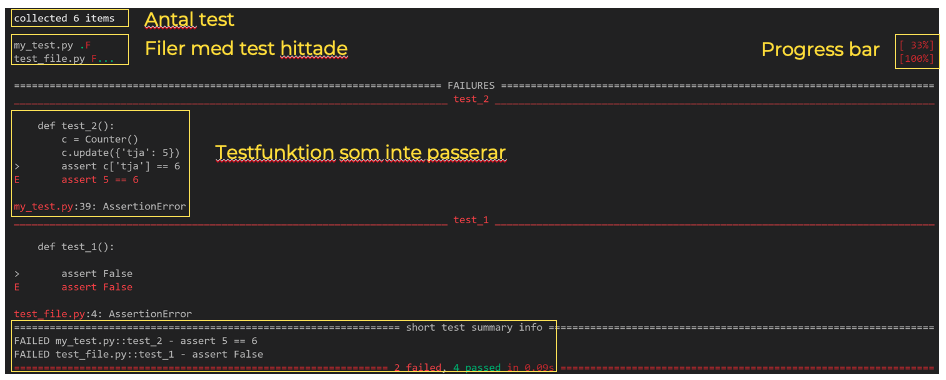 collected 6 items
Antal test
my_test.py .F
Filer med test hittade
test_file.py F...
Progress bar
[ 33%]
[100%]
FAILURES
test_2
def test_2():
c = Counter()
c.update({'tja': 5})
> assert c['tja'] == 6
E assert 5 == 6
Testfunktion som inte passerar
my_test.py:39: AssertionError
test_1
def test_1():
> assert False
E assert False
test_file.py:4: AssertionError
short test summary info
FAILED my_test.py::test_2 - assert 5 == 6
FAILED test_file.py::test_1 - assert False
2 failed, 4 passed in 0.09s